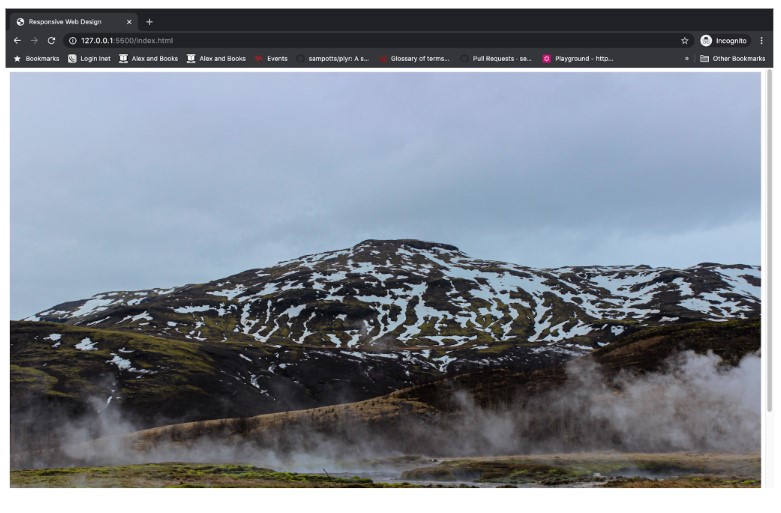 Responsive Web Design
127.0.0.1:5500/index.html
Incognito
Bookmarks Login Inet Alex and Books Alex and Books Events sampotts/plyr: A s... Glossary of terms... Pull Requests · se... Playground - http... » Other Bookmarks